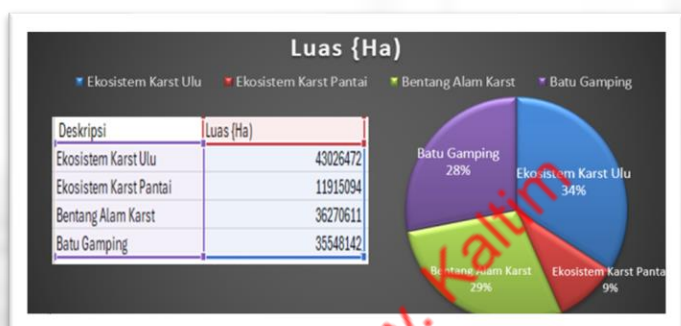 Luas {Ha)
Ekosistem Karst Ulu Ekosistem Karst Pantai Bentang Alam Karst Batu Gamping
Deskripsi Luas {Ha)
Ekosistem Karst Ulu 43026472
Ekosistem Karst Pantai 11915094
Bentang Alam Karst 36270611
Batu Gamping 35548142
Batu Gamping
28%
Ekosistem Karst Ulu
34%
Bentang Alam Karst
29%
Ekosistem Karst Panta
9%
. Kaltim